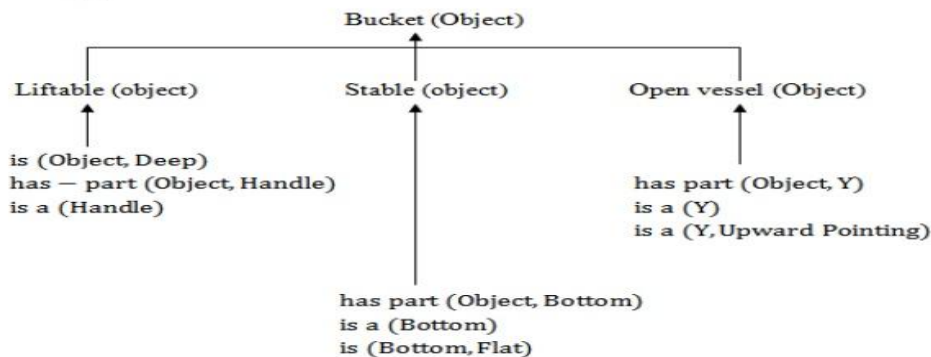 Bucket (Object)
Liftable (object)
Stable (object)
Open vessel (Object)
is (Object, Deep)
has − part (Object, Handle)
is a (Handle)
has part (Object, Y)
is a (Y)
is a (Y, Upward Pointing)
has part (Object, Bottom)
is a (Bottom)
is (Bottom, Flat)